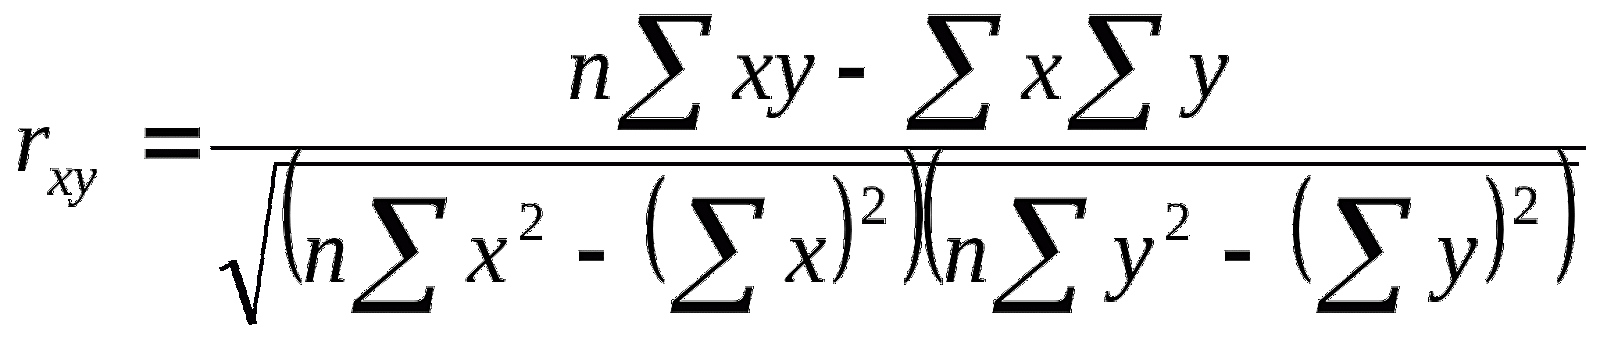 r_xy = (n∑xy - ∑x∑y) / √((n∑x² - (∑x)²)(n∑y² - (∑y)²))